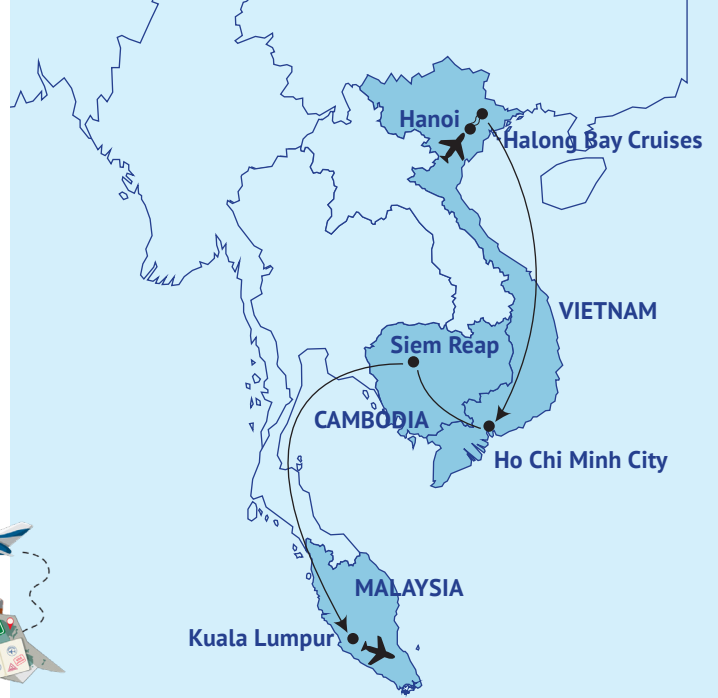 Hanoi
Halong Bay Cruises
VIETNAM
Siem Reap
CAMBODIA
Ho Chi Minh City
MALAYSIA
Kuala Lumpur